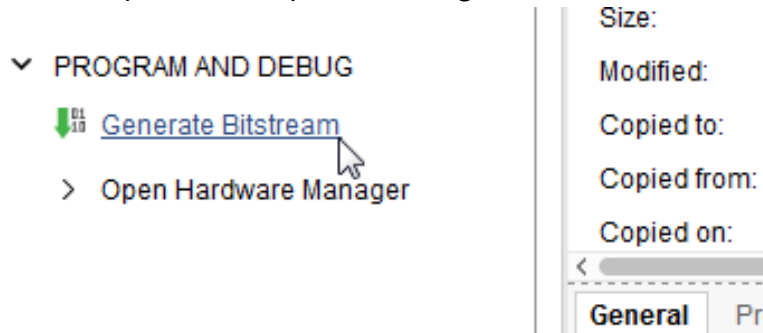 PROGRAM AND DEBUG
Generate Bitstream
Open Hardware Manager
Size:
Modified:
Copied to:
Copied from:
Copied on:
General
Pr